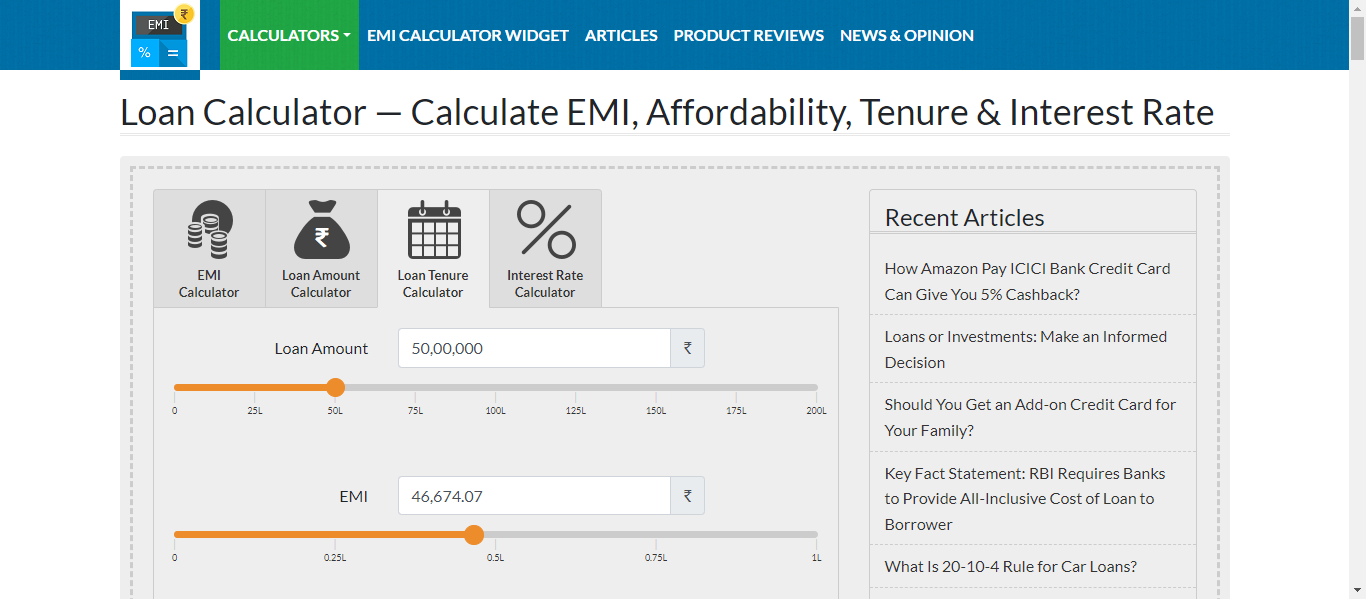 EMI
₹
%
=
CALCULATORS
EMI CALCULATOR WIDGET
ARTICLES
PRODUCT REVIEWS
NEWS & OPINION
Loan Calculator — Calculate EMI, Affordability, Tenure & Interest Rate
EMI
Calculator
₹
Loan Amount
Calculator
Loan Tenure
Calculator
Interest Rate
Calculator
Loan Amount
50,00,000
₹
0 25L 50L 75L 100L 125L 150L 175L 200L
EMI
46,674.07
₹
0 0.25L 0.5L 0.75L 1L
Recent Articles
How Amazon Pay ICICI Bank Credit Card
Can Give You 5% Cashback?
Loans or Investments: Make an Informed
Decision
Should You Get an Add-on Credit Card for
Your Family?
Key Fact Statement: RBI Requires Banks
to Provide All-Inclusive Cost of Loan to
Borrower
What Is 20-10-4 Rule for Car Loans?